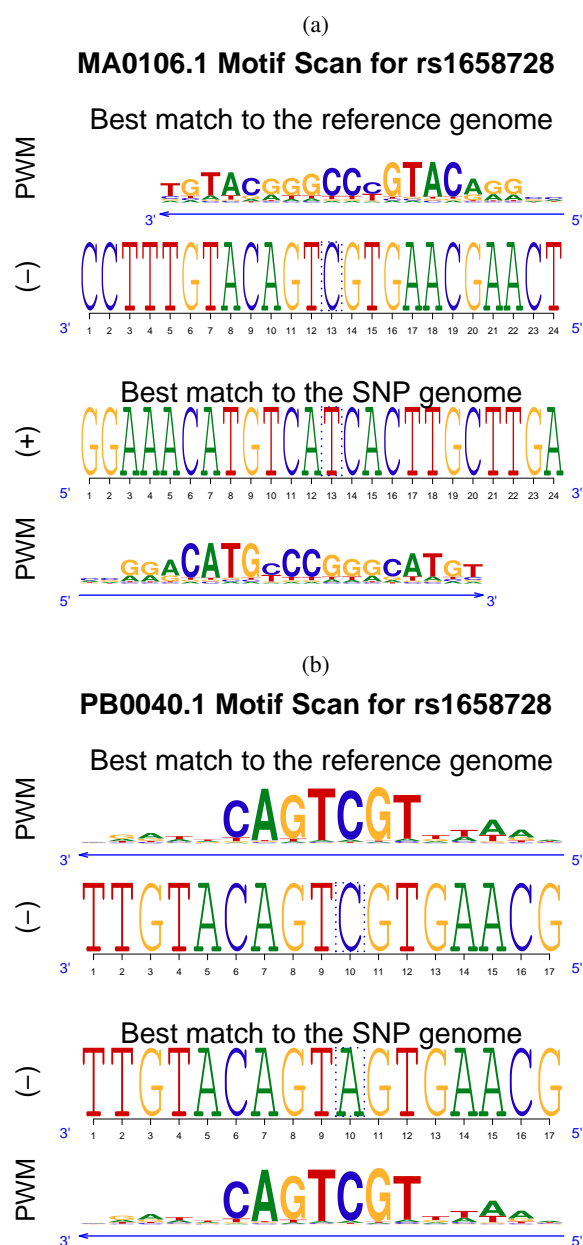 (a)
MA0106.1 Motif Scan for rs1658728
Best match to the reference genome
PWM
TGTACGGGCCCGTACAGG
3' 5'
(−)
CCTTTGTACAGTCGTGAACGAACT
3' 1 2 3 4 5 6 7 8 9 10 11 12 13 14 15 16 17 18 19 20 21 22 23 24 5'
Best match to the SNP genome
(+)
GGAAACATGTCATCACTTGCTTGA
5' 1 2 3 4 5 6 7 8 9 10 11 12 13 14 15 16 17 18 19 20 21 22 23 24 3'
PWM
GGACATGCCCGGGCATGT
5' 3'
(b)
PB0040.1 Motif Scan for rs1658728
Best match to the reference genome
PWM
CAGTCGT
3' 5'
(−)
TTGTACAGTCGTGAACG
3' 1 2 3 4 5 6 7 8 9 10 11 12 13 14 15 16 17 5'
Best match to the SNP genome
(−)
TTGTACAGTAGTGAACG
3' 1 2 3 4 5 6 7 8 9 10 11 12 13 14 15 16 17 5'
PWM
CAGTCGT
3' 5'